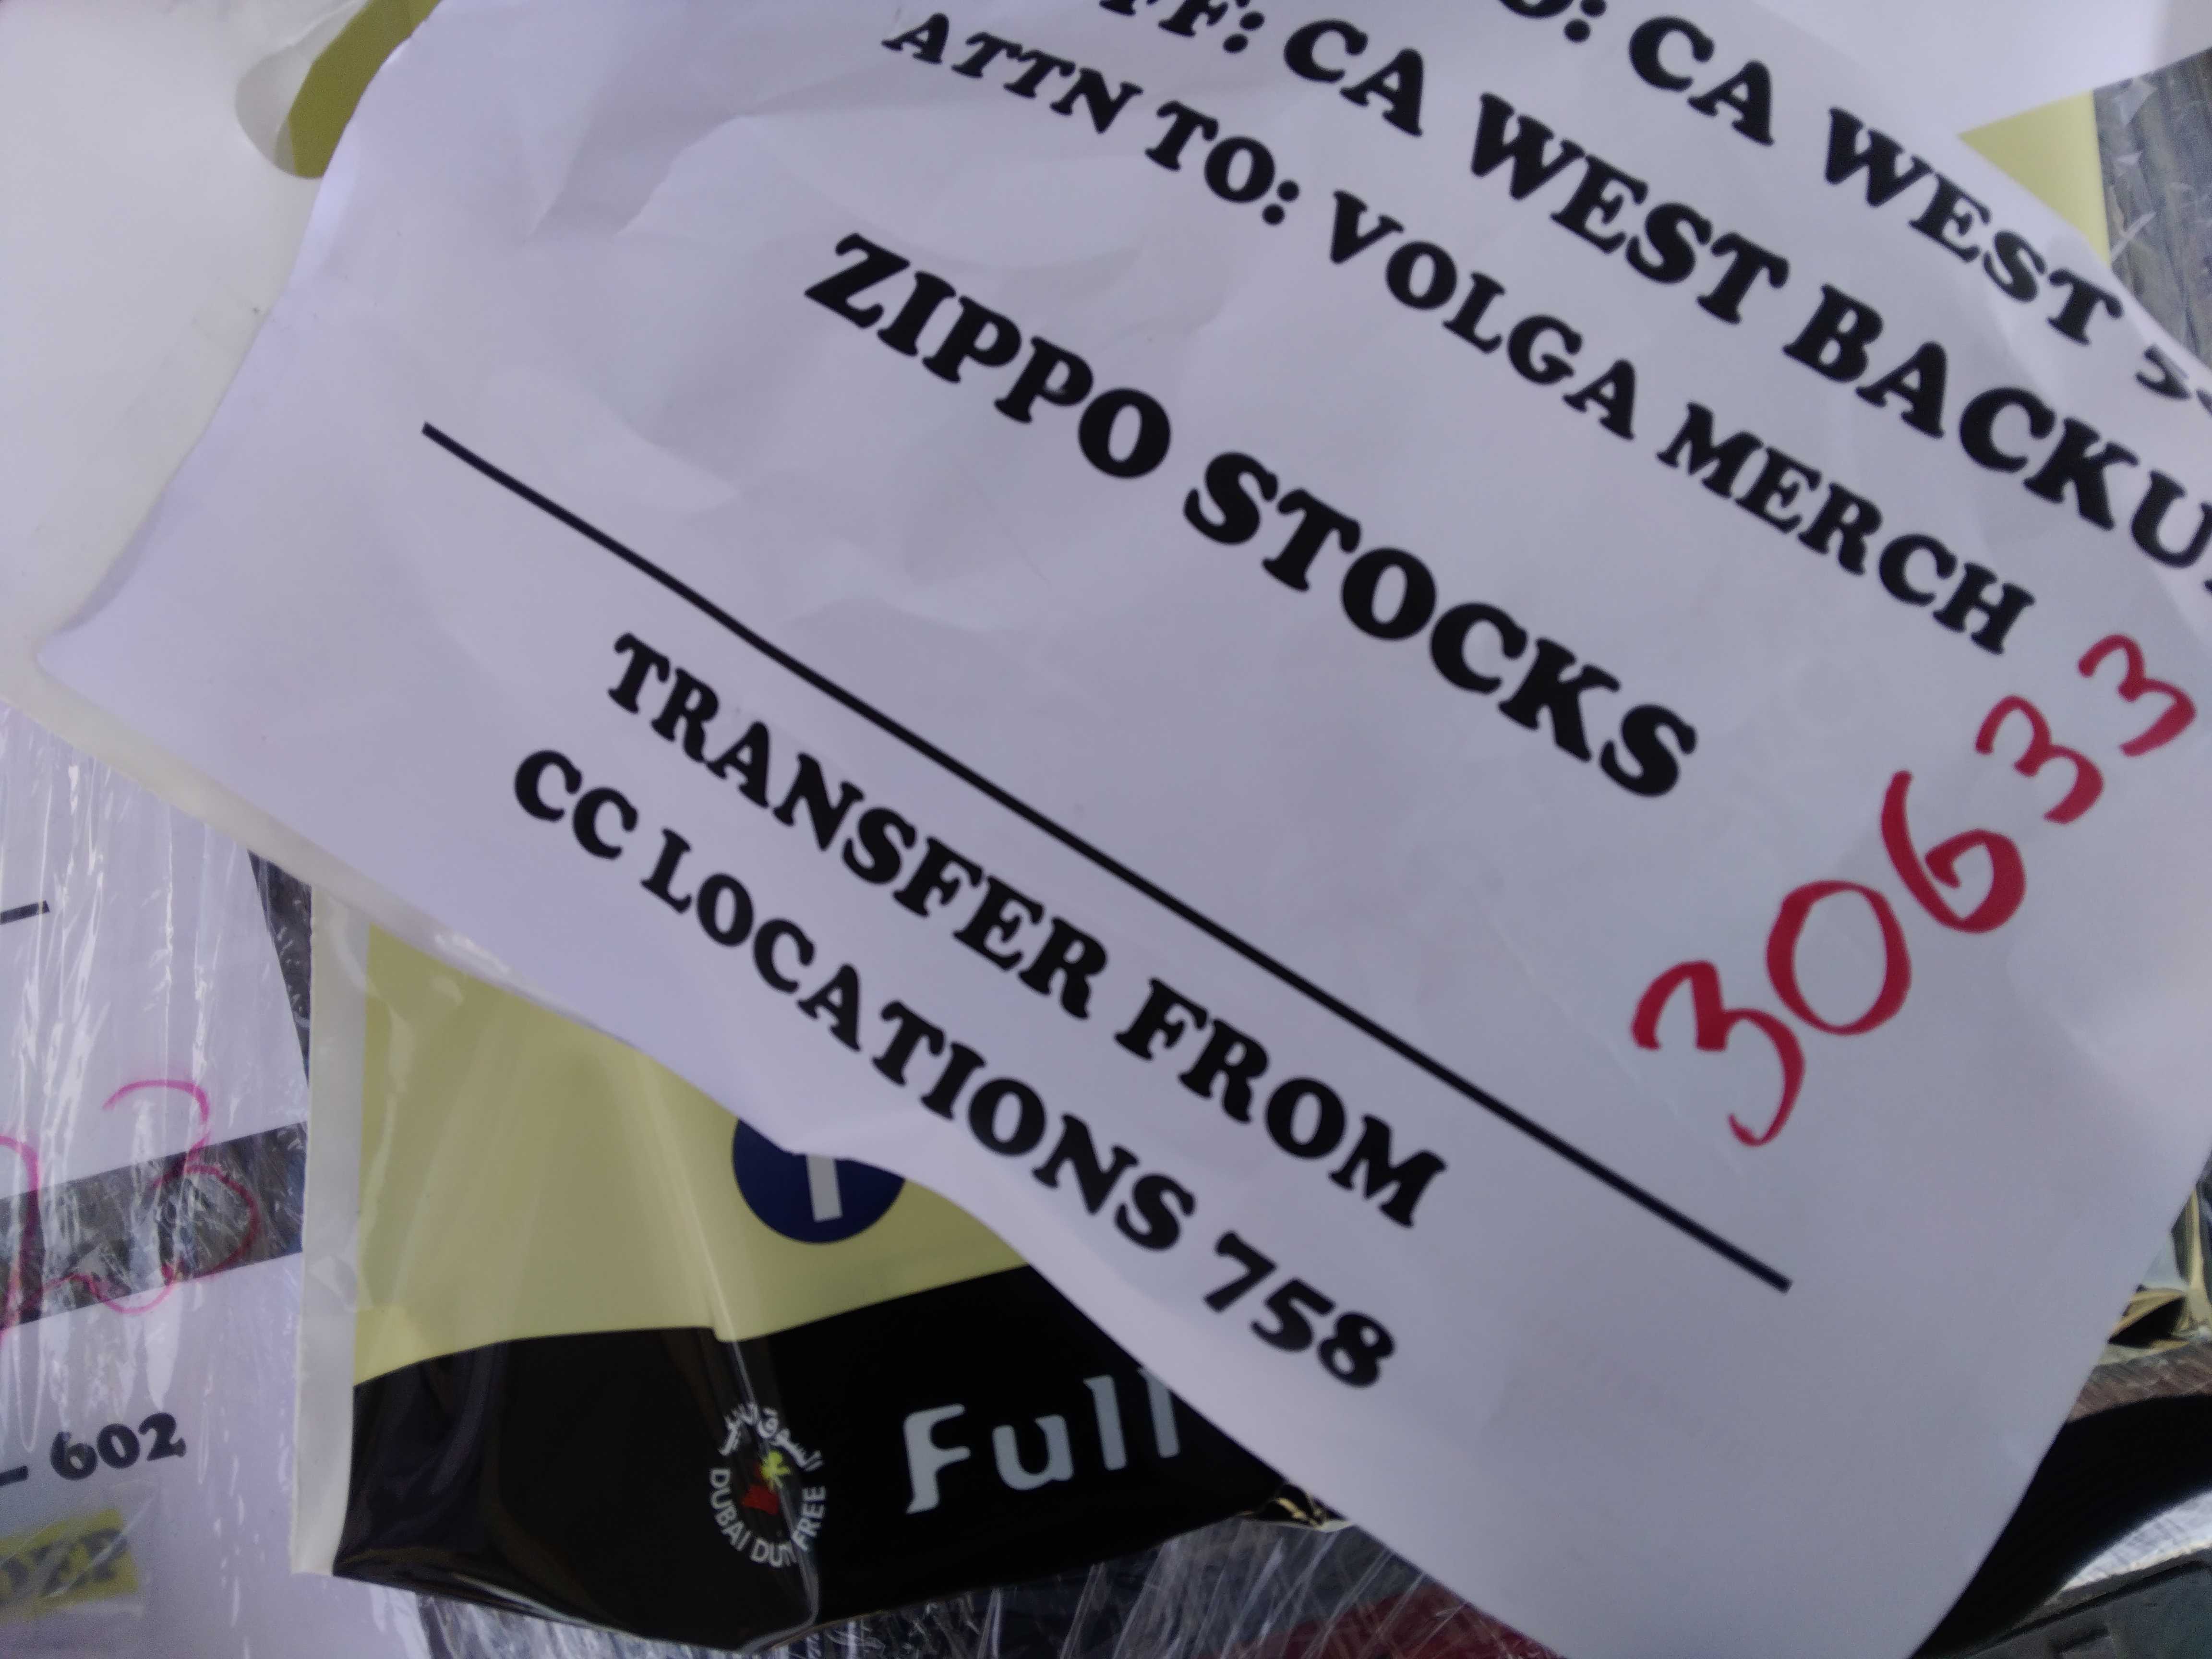 : CA WEST
: CA WEST
ATTN TO: VOLGA MERCH
ZIPPO STOCKS
30633
TRANSFER FROM
CC LOCATIONS 758
602
Full
السوق
DUBAI DUTY FREE